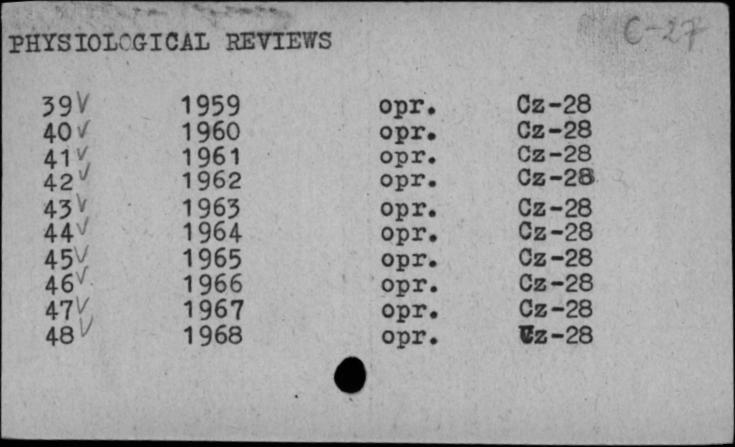 C-27
PHYSIOLOGICAL REVIEWS
39 √ 1959 opr. Cz-28
40 √ 1960 opr. Cz-28
41 √ 1961 opr. Cz-28
42 √ 1962 opr. Cz-28
43 √ 1963 opr. Cz-28
44 √ 1964 opr. Cz-28
45 √ 1965 opr. Cz-28
46 √ 1966 opr. Cz-28
47 √ 1967 opr. Cz-28
48 √ 1968 opr. Cz-28